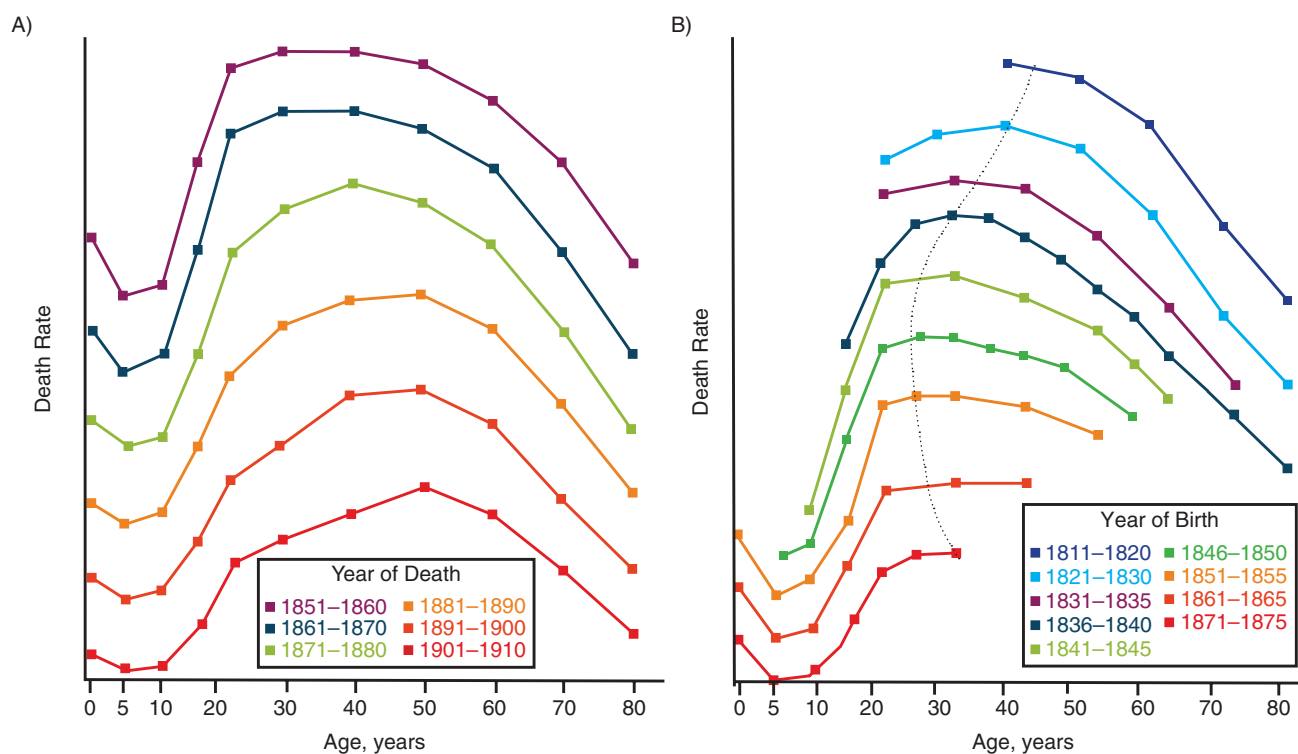 A)
Death Rate
Year of Death
1851–1860
1881–1890
1861–1870
1891–1900
1871–1880
1901–1910
0 5 10 20 30 40 50 60 70 80
Age, years
B)
Death Rate
Year of Birth
1811–1820
1846–1850
1821–1830
1851–1855
1831–1835
1861–1865
1836–1840
1871–1875
1841–1845
0 5 10 20 30 40 50 60 70 80
Age, years